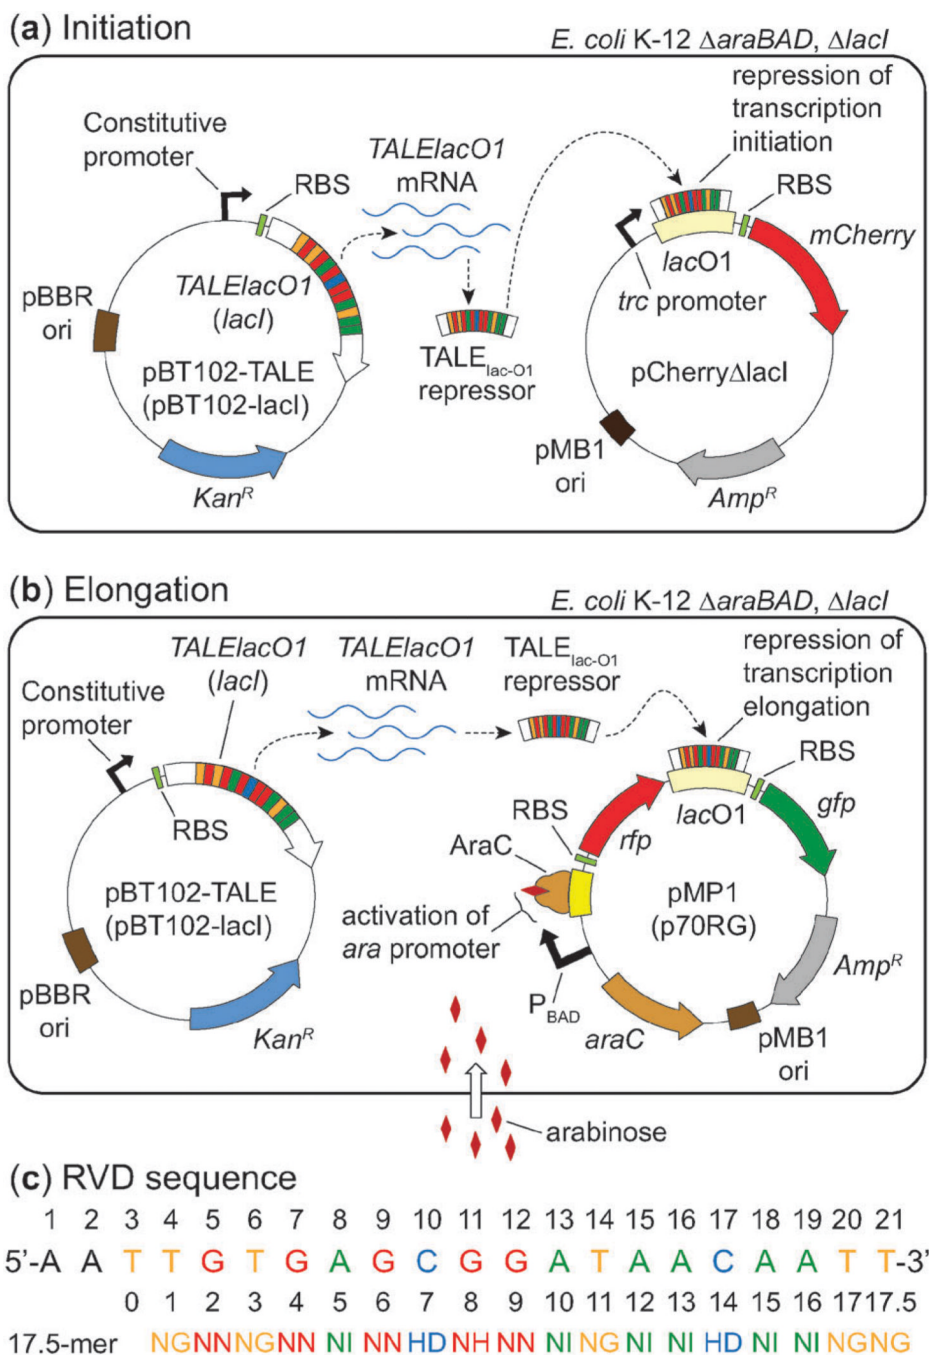 (a) Initiation
E. coli K-12 ΔaraBAD, ΔlacI
Constitutive
promoter
RBS
TALElacO1
mRNA
repression of
transcription
initiation
RBS
mCherry
lacO1
trc promoter
pBBR
ori
TALElacO1
(lacI)
pBT102-TALE
(pBT102-lacI)
TALElac-O1
repressor
pCherryΔlacI
pMB1
ori
KanR
AmpR
(b) Elongation
E. coli K-12 ΔaraBAD, ΔlacI
TALElacO1
(lacI)
TALElacO1
mRNA
TALElac-O1
repressor
repression of
transcription
elongation
Constitutive
promoter
RBS
RBS
gfp
lacO1
rfp
RBS
AraC
activation of
ara promoter
pBT102-TALE
(pBT102-lacI)
pMP1
(p70RG)
pBBR
ori
KanR
PBAD
araC
pMB1
ori
AmpR
arabinose
(c) RVD sequence
1 2 3 4 5 6 7 8 9 10 11 12 13 14 15 16 17 18 19 20 21
5'-A A T T G T G A G C G G A T A A C A A T T-3'
0 1 2 3 4 5 6 7 8 9 10 11 12 13 14 15 16 17 17.5
17.5-mer NG NN NG NN NI NN HD NH NN NI NG NI NI HD NI NI NG NG